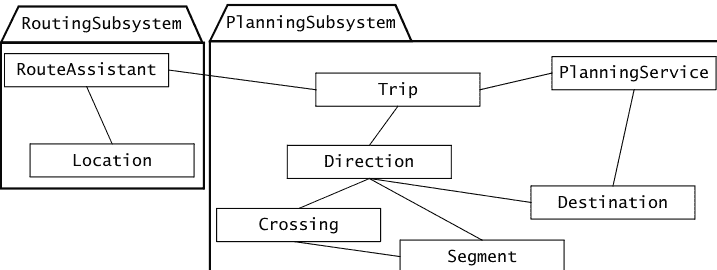 RoutingSubsystem
PlanningSubsystem
RouteAssistant
PlanningService
Trip
Location
Direction
Destination
Crossing
Segment